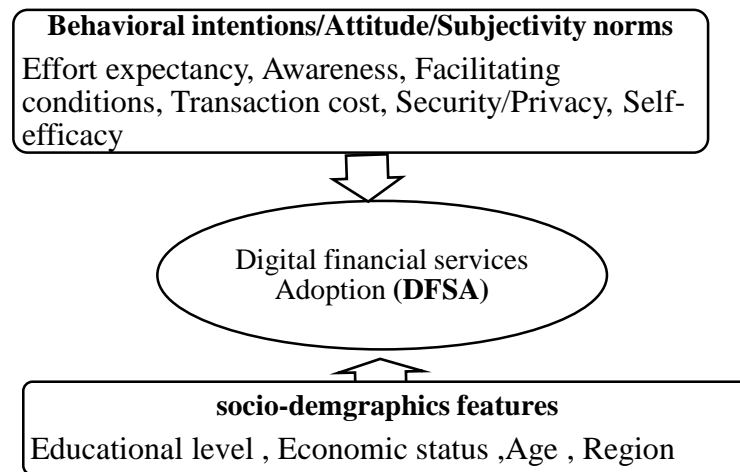 Behavioral intentions/Attitude/Subjectivity norms
Effort expectancy, Awareness, Facilitating
conditions, Transaction cost, Security/Privacy, Self-
efficacy
Digital financial services
Adoption (DFSA)
socio-demgraphics features
Educational level , Economic status ,Age , Region